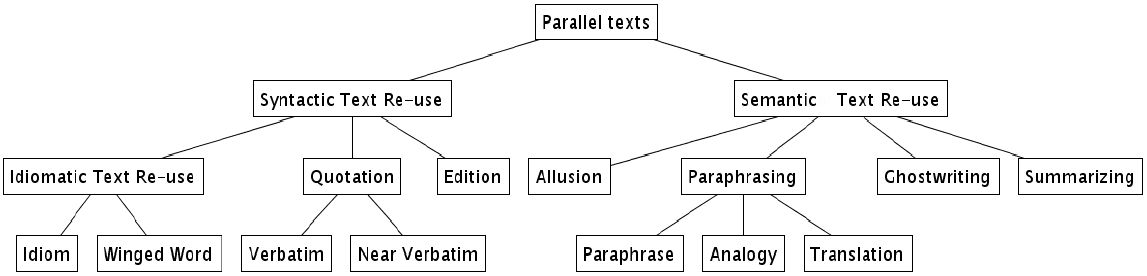 Parallel texts
Syntactic Text Re-use
Semantic Text Re-use
Idiomatic Text Re-use
Quotation
Edition
Allusion
Paraphrasing
Ghostwriting
Summarizing
Idiom
Winged Word
Verbatim
Near Verbatim
Paraphrase
Analogy
Translation